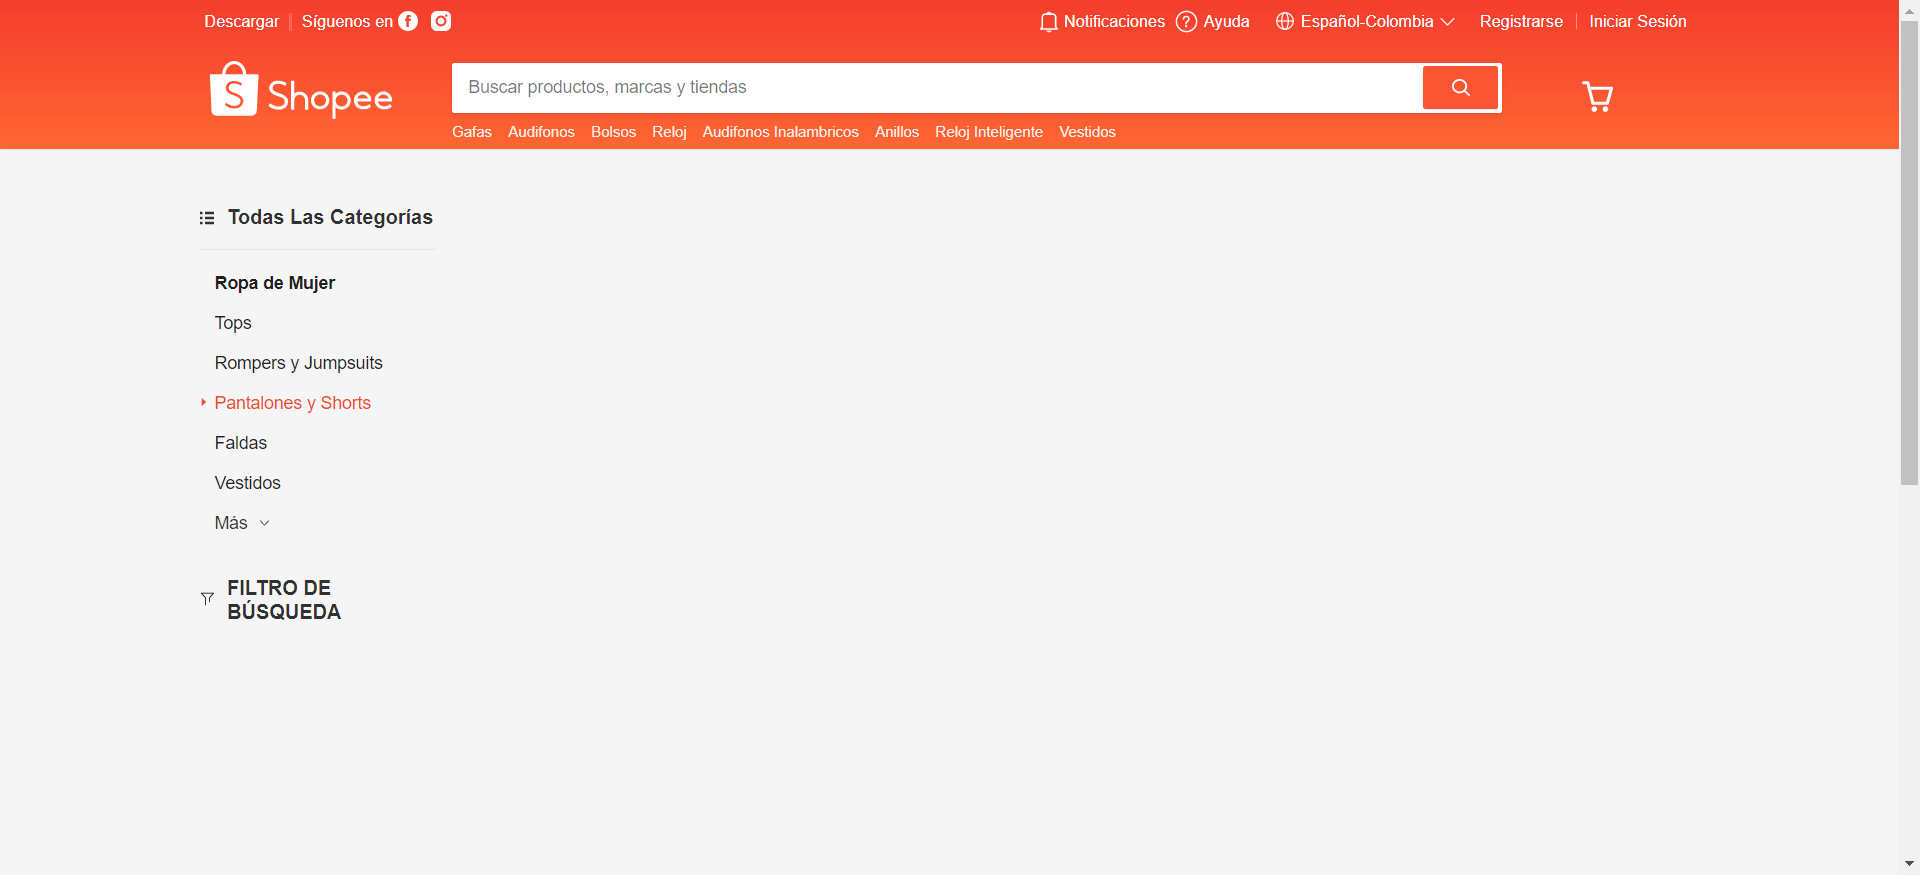 Descargar Síguenos en
Notificaciones Ayuda Español-Colombia Registrarse Iniciar Sesión
Shopee
Buscar productos, marcas y tiendas
Gafas Audifonos Bolsos Reloj Audifonos Inalambricos Anillos Reloj Inteligente Vestidos
Todas Las Categorías
Ropa de Mujer
Tops
Rompers y Jumpsuits
Pantalones y Shorts
Faldas
Vestidos
Más
FILTRO DE
BÚSQUEDA